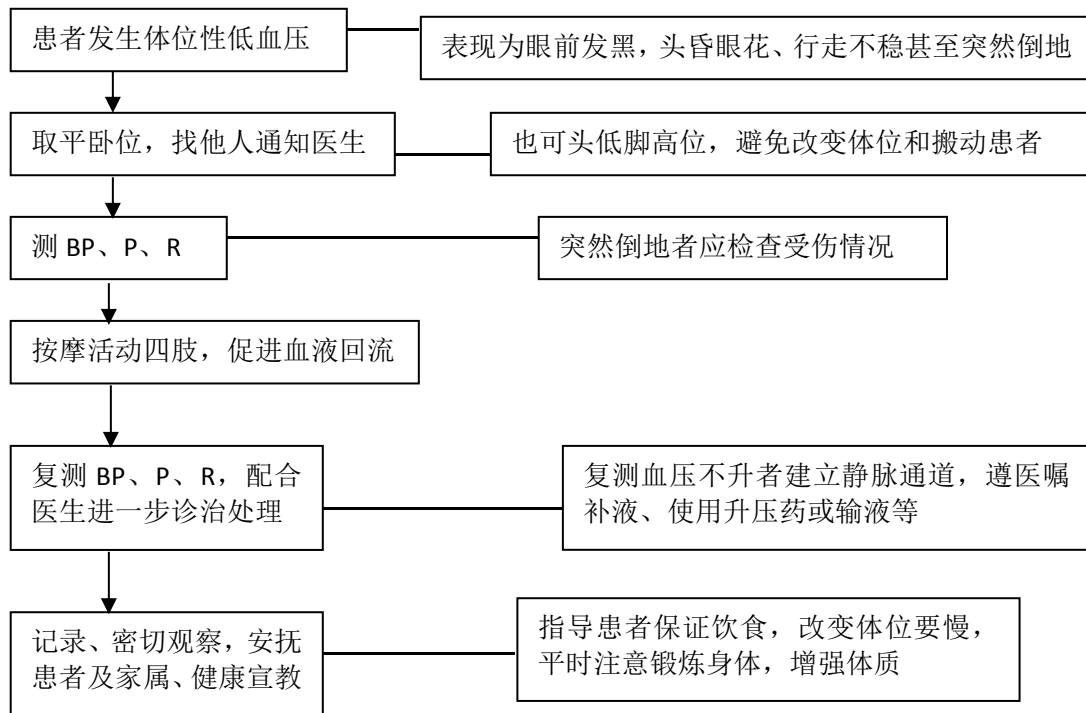 患者发生体位性低血压
表现为眼前发黑，头昏眼花、行走不稳甚至突然倒地
取平卧位，找他人通知医生
也可头低脚高位，避免改变体位和搬动患者
测 BP、P、R
突然倒地者应检查受伤情况
按摩活动四肢，促进血液回流
复测 BP、P、R，配合
医生进一步诊治处理
复测血压不升者建立静脉通道，遵医嘱
补液、使用升压药或输液等
记录、密切观察，安抚
患者及家属、健康宣教
指导患者保证饮食，改变体位要慢，
平时注意锻炼身体，增强体质